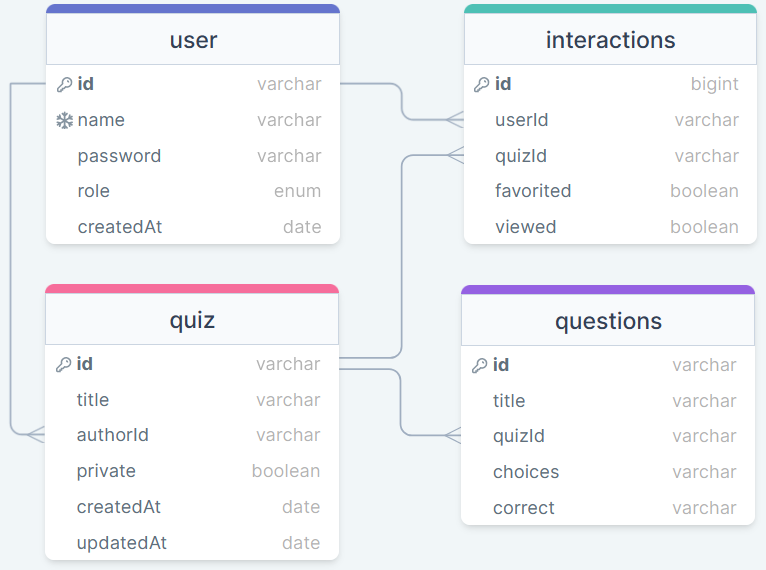 user
id varchar
name varchar
password varchar
role enum
createdAt date
interactions
id bigint
userId varchar
quizId varchar
favorited boolean
viewed boolean
quiz
id varchar
title varchar
authorId varchar
private boolean
createdAt date
updatedAt date
questions
id varchar
title varchar
quizId varchar
choices varchar
correct varchar